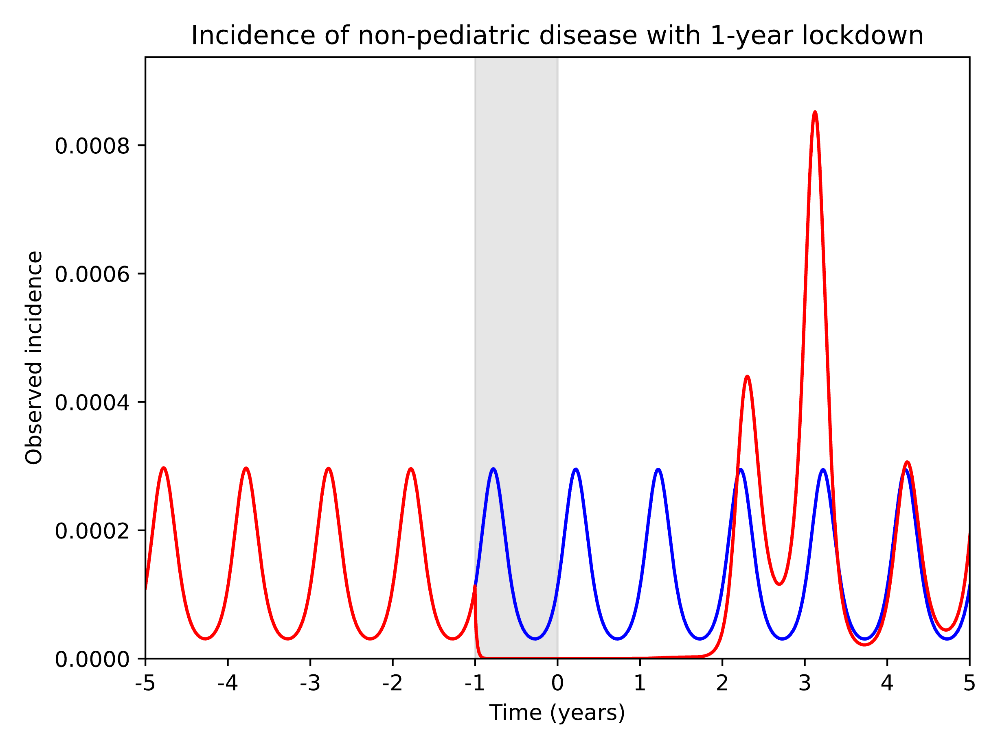 Incidence of non-pediatric disease with 1-year lockdown
Observed incidence
0.0008
0.0006
0.0004
0.0002
0.0000
-5 -4 -3 -2 -1 0 1 2 3 4 5
Time (years)